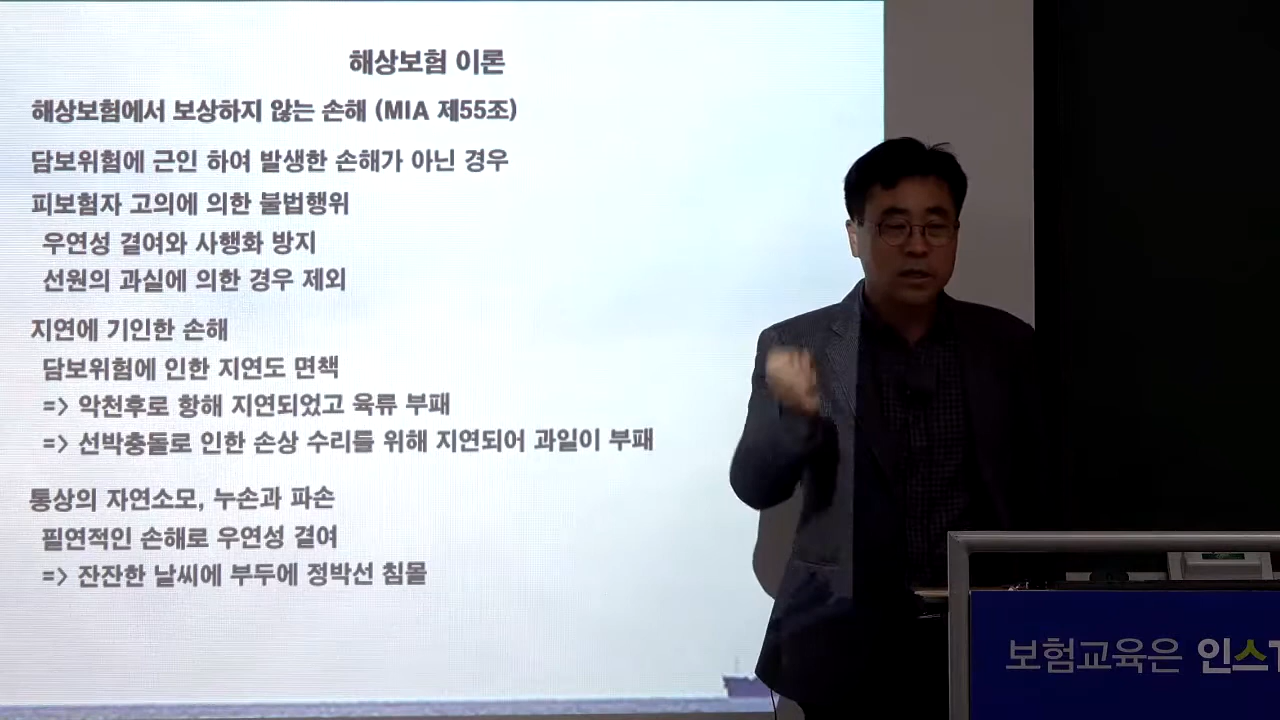 해상보험 이론
해상보험에서 보상하지 않는 손해 (MIA 제55조)
담보위험에 근인 하여 발생한 손해가 아닌 경우
피보험자 고의에 의한 불법행위
우연성 결여와 사행화 방지
선원의 과실에 의한 경우 제외
지연에 기인한 손해
담보위험에 인한 지연도 면책
=> 악천후로 항해 지연되었고 육류 부패
=> 선박충돌로 인한 손상 수리를 위해 지연되어 과일이 부패
통상의 자연소모, 누손과 파손
필연적인 손해로 우연성 결여
=> 잔잔한 날씨에 부두에 정박선 침몰
보험교육은 인스